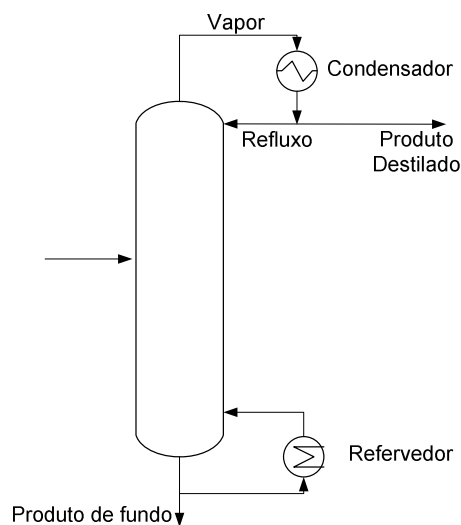 Vapor
Condensador
Refluxo
Produto
Destilado
Refervedor
Produto de fundo